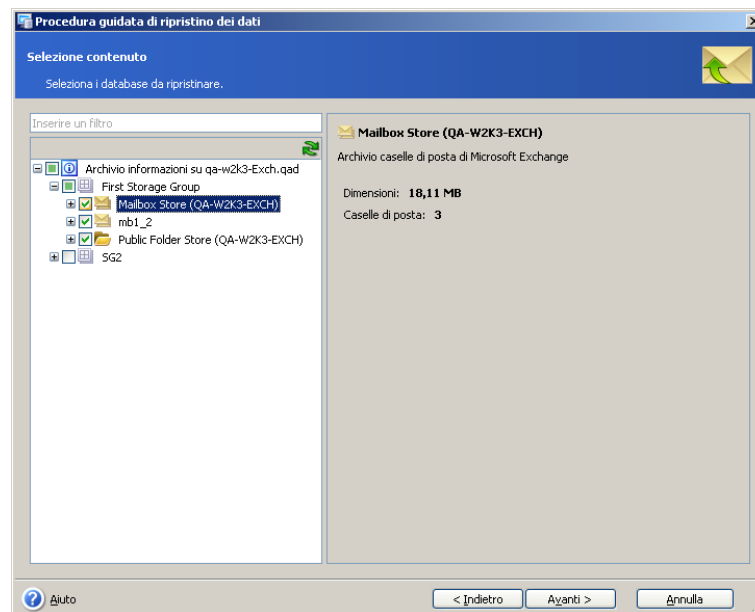 Procedura guidata di ripristino dei dati
Selezione contenuto
Seleziona i database da ripristinare.
Inserire un filtro
Archivio informazioni su qa-w2k3-Exch.qad
First Storage Group
Mailbox Store (QA-W2K3-EXCH)
mb1_2
Public Folder Store (QA-W2K3-EXCH)
SG2
Mailbox Store (QA-W2K3-EXCH)
Archivio caselle di posta di Microsoft Exchange
Dimensioni: 18,11 MB
Caselle di posta: 3
Aiuto
< Indietro
Avanti >
Annulla